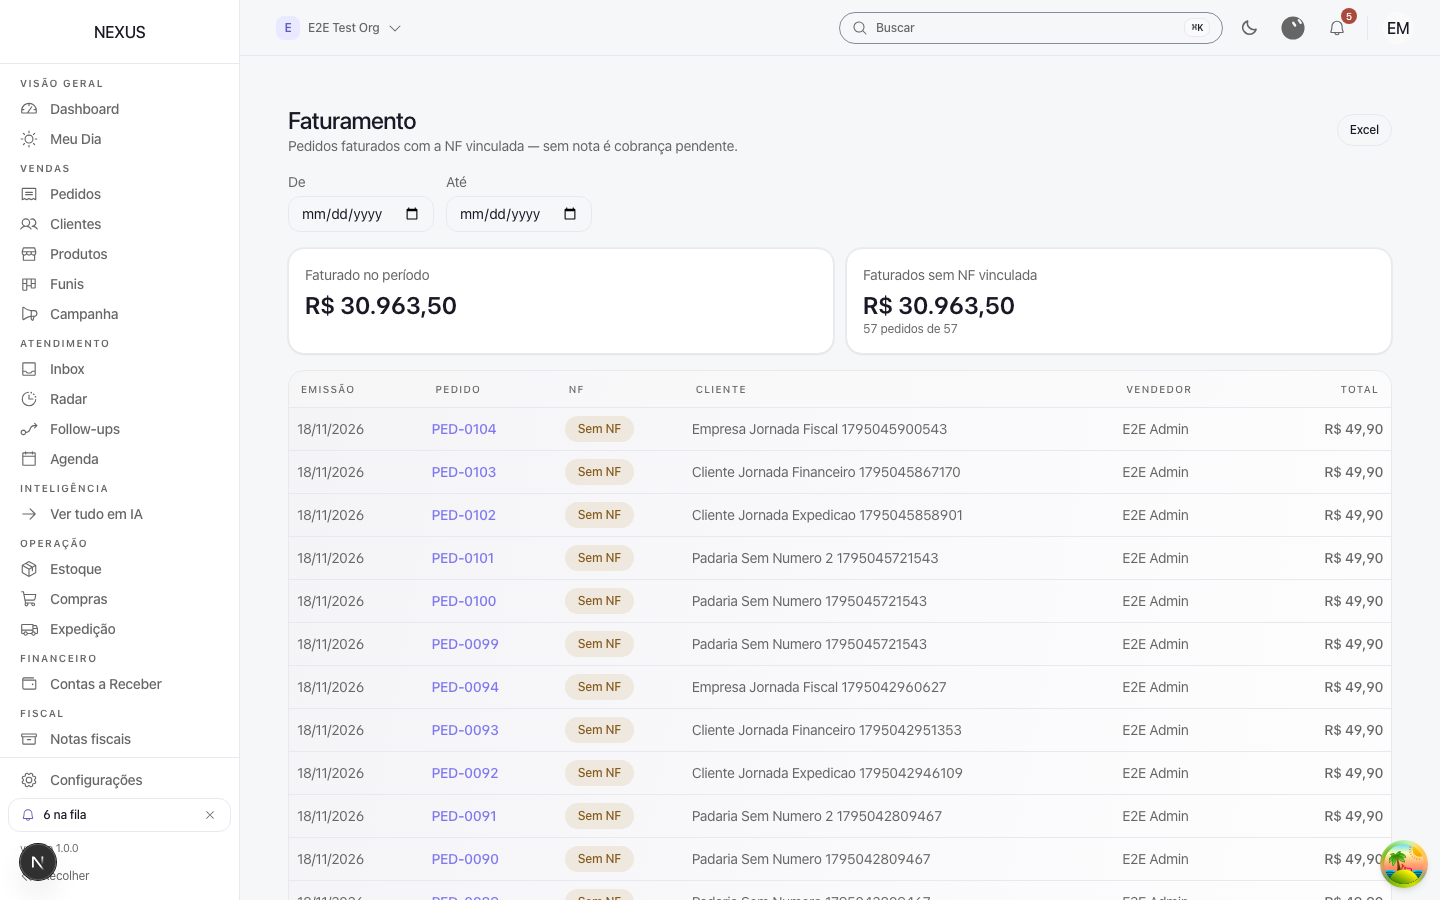 NEXUS
E
E2E Test Org
Buscar
⌘K
5
EM
VISÃO GERAL
Dashboard
Meu Dia
VENDAS
Pedidos
Clientes
Produtos
Funis
Campanha
ATENDIMENTO
Inbox
Radar
Follow-ups
Agenda
INTELIGÊNCIA
Ver tudo em IA
OPERAÇÃO
Estoque
Compras
Expedição
FINANCEIRO
Contas a Receber
FISCAL
Notas fiscais
Configurações
6 na fila
1.0.0
N
Faturamento
Pedidos faturados com a NF vinculada — sem nota é cobrança pendente.
Excel
De
Até
mm/dd/yyyy
mm/dd/yyyy
Faturado no período
R$ 30.963,50
Faturados sem NF vinculada
R$ 30.963,50
57 pedidos de 57
EMISSÃO PEDIDO NF CLIENTE VENDEDOR TOTAL
18/11/2026 PED-0104 Sem NF Empresa Jornada Fiscal 1795045900543 E2E Admin R$ 49,90
18/11/2026 PED-0103 Sem NF Cliente Jornada Financeiro 1795045867170 E2E Admin R$ 49,90
18/11/2026 PED-0102 Sem NF Cliente Jornada Expedicao 1795045858901 E2E Admin R$ 49,90
18/11/2026 PED-0101 Sem NF Padaria Sem Numero 2 1795045721543 E2E Admin R$ 49,90
18/11/2026 PED-0100 Sem NF Padaria Sem Numero 1795045721543 E2E Admin R$ 49,90
18/11/2026 PED-0099 Sem NF Padaria Sem Numero 1795045721543 E2E Admin R$ 49,90
18/11/2026 PED-0094 Sem NF Empresa Jornada Fiscal 1795042960627 E2E Admin R$ 49,90
18/11/2026 PED-0093 Sem NF Cliente Jornada Financeiro 1795042951353 E2E Admin R$ 49,90
18/11/2026 PED-0092 Sem NF Cliente Jornada Expedicao 1795042946109 E2E Admin R$ 49,90
18/11/2026 PED-0091 Sem NF Padaria Sem Numero 2 1795042809467 E2E Admin R$ 49,90
18/11/2026 PED-0090 Sem NF Padaria Sem Numero 1795042809467 E2E Admin R$ 49,90